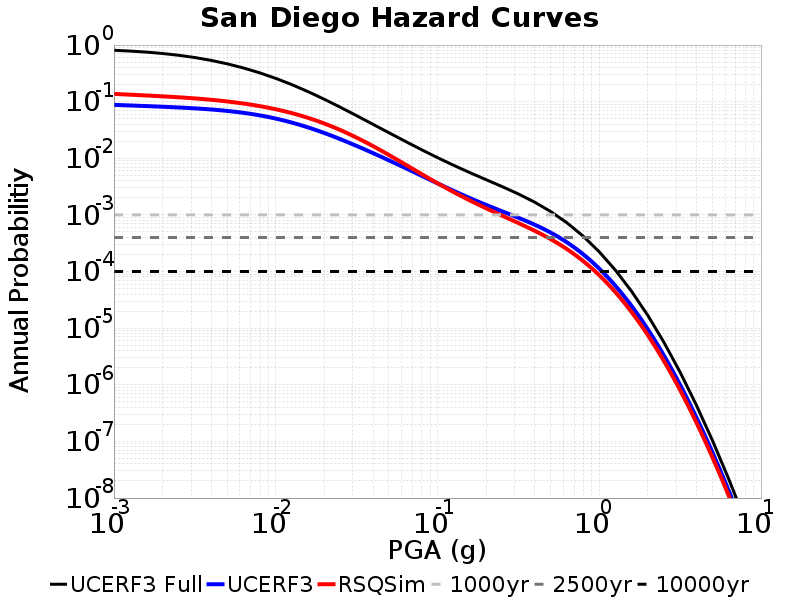 San Diego Hazard Curves
Annual Probabilitiy
10^0
10^-1
10^-2
10^-3
10^-4
10^-5
10^-6
10^-7
10^-8
10^-3 10^-2 10^-1 10^0 10^1
PGA (g)
UCERF3 Full UCERF3 RSQSim 1000yr 2500yr 10000yr